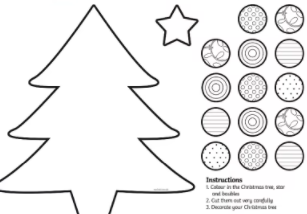 Instructions
1. Colour in the Christmas tree, star
and baubles
2. Cut them out very carefully
3. Decorate your Christmas tree